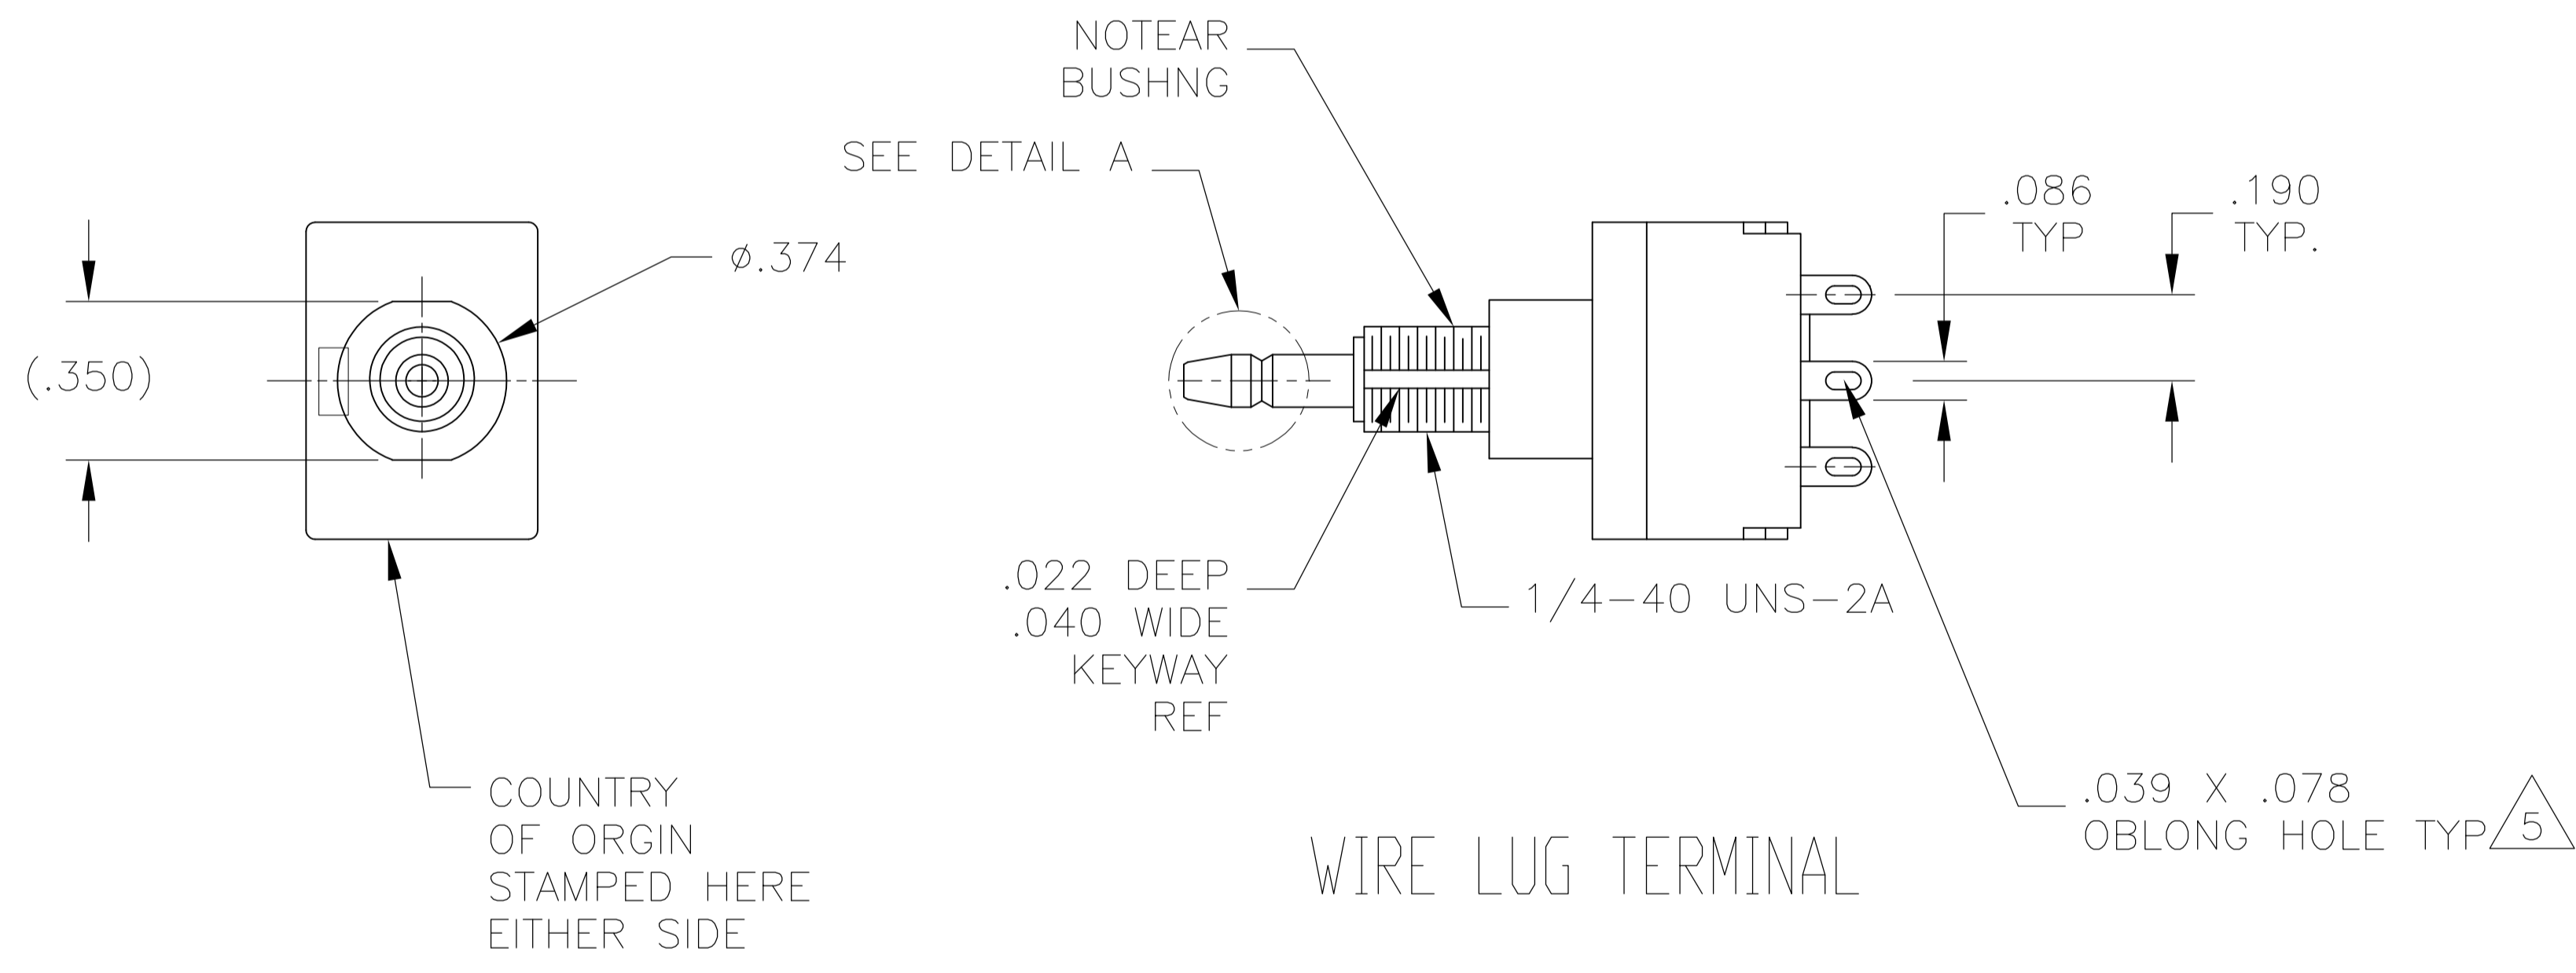 NOTEAR
BUSHNG
SEE DETAIL A
ø.374
(.350)
.086
TYP
.190
TYP.
.022 DEEP
.040 WIDE
KEYWAY
REF
1/4-40 UNS-2A
COUNTRY
OF ORGIN
STAMPED HERE
EITHER SIDE
.039 X .078
OBLONG HOLE TYP
5
WIRE LUG TERMINAL